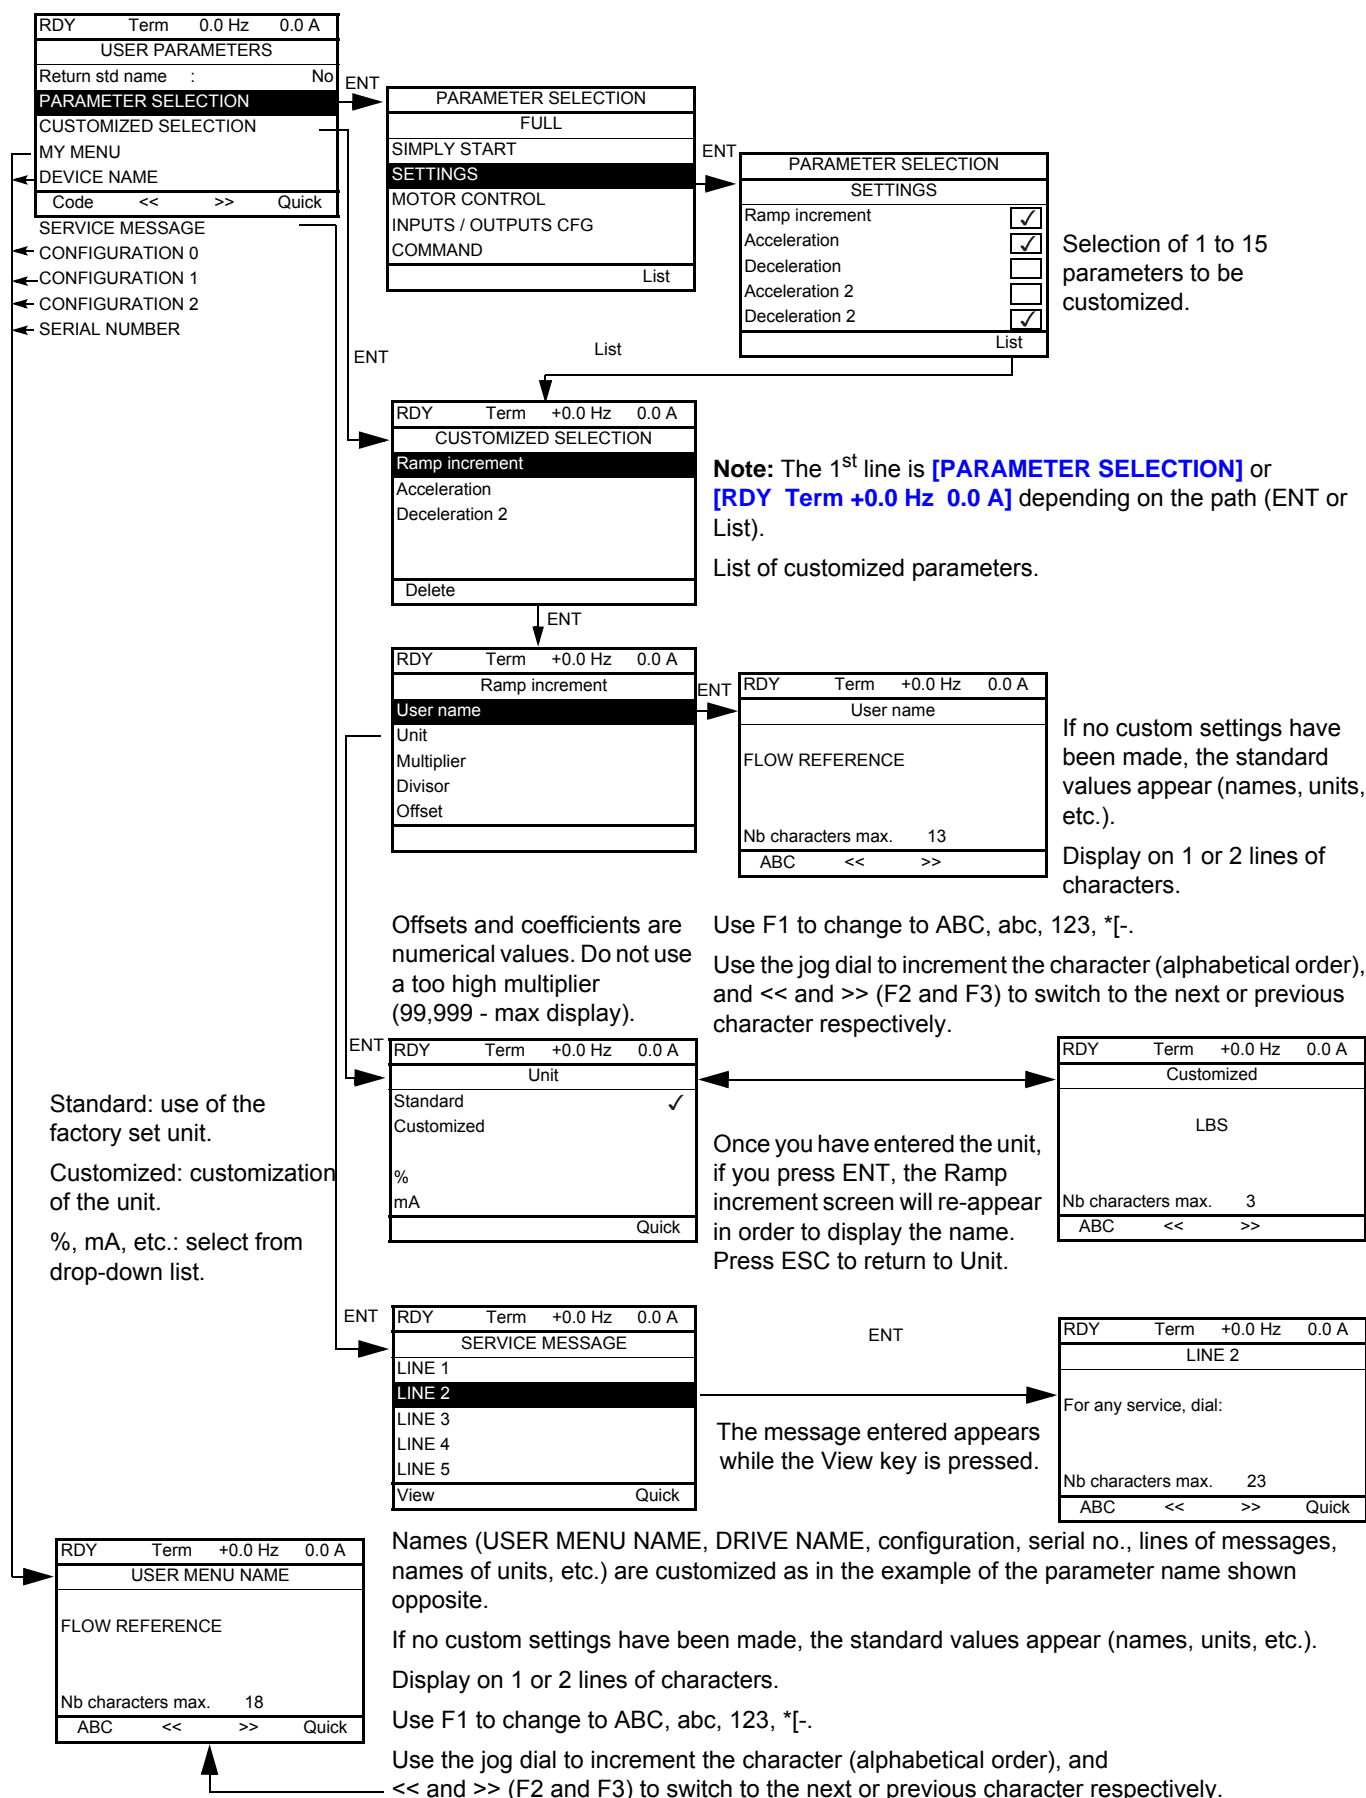 RDY Term 0.0 Hz 0.0 A
USER PARAMETERS
Return std name : No
PARAMETER SELECTION
CUSTOMIZED SELECTION
MY MENU
DEVICE NAME
Code << >> Quick
SERVICE MESSAGE
CONFIGURATION 0
CONFIGURATION 1
CONFIGURATION 2
SERIAL NUMBER
ENT
PARAMETER SELECTION
FULL
SIMPLY START
SETTINGS
MOTOR CONTROL
INPUTS / OUTPUTS CFG
COMMAND
List
ENT
PARAMETER SELECTION
SETTINGS
Ramp increment ✓
Acceleration ✓
Deceleration
Acceleration 2
Deceleration 2 ✓
List
Selection of 1 to 15
parameters to be
customized.
ENT
List
RDY Term +0.0 Hz 0.0 A
CUSTOMIZED SELECTION
Ramp increment
Acceleration
Deceleration 2
Delete
Note: The 1st line is [PARAMETER SELECTION] or
[RDY Term +0.0 Hz 0.0 A] depending on the path (ENT or
List).
List of customized parameters.
ENT
RDY Term +0.0 Hz 0.0 A
Ramp increment
User name
Unit
Multiplier
Divisor
Offset
ENT
RDY Term +0.0 Hz 0.0 A
User name
FLOW REFERENCE
Nb characters max. 13
ABC << >>
If no custom settings have
been made, the standard
values appear (names, units,
etc.).
Display on 1 or 2 lines of
characters.
Offsets and coefficients are
numerical values. Do not use
a too high multiplier
(99,999 - max display).
Use F1 to change to ABC, abc, 123, *[-.
Use the jog dial to increment the character (alphabetical order),
and << and >> (F2 and F3) to switch to the next or previous
character respectively.
ENT
RDY Term +0.0 Hz 0.0 A
Unit
Standard ✓
Customized
%
mA
Quick
Standard: use of the
factory set unit.
Customized: customization
of the unit.
%, mA, etc.: select from
drop-down list.
Once you have entered the unit,
if you press ENT, the Ramp
increment screen will re-appear
in order to display the name.
Press ESC to return to Unit.
RDY Term +0.0 Hz 0.0 A
Customized
LBS
Nb characters max. 3
ABC << >>
ENT
RDY Term +0.0 Hz 0.0 A
SERVICE MESSAGE
LINE 1
LINE 2
LINE 3
LINE 4
LINE 5
View Quick
ENT
The message entered appears
while the View key is pressed.
RDY Term +0.0 Hz 0.0 A
LINE 2
For any service, dial:
Nb characters max. 23
ABC << >> Quick
RDY Term +0.0 Hz 0.0 A
USER MENU NAME
FLOW REFERENCE
Nb characters max. 18
ABC << >> Quick
Names (USER MENU NAME, DRIVE NAME, configuration, serial no., lines of messages,
names of units, etc.) are customized as in the example of the parameter name shown
opposite.
If no custom settings have been made, the standard values appear (names, units, etc.).
Display on 1 or 2 lines of characters.
Use F1 to change to ABC, abc, 123, *[-.
Use the jog dial to increment the character (alphabetical order), and
<< and >> (F2 and F3) to switch to the next or previous character respectively.